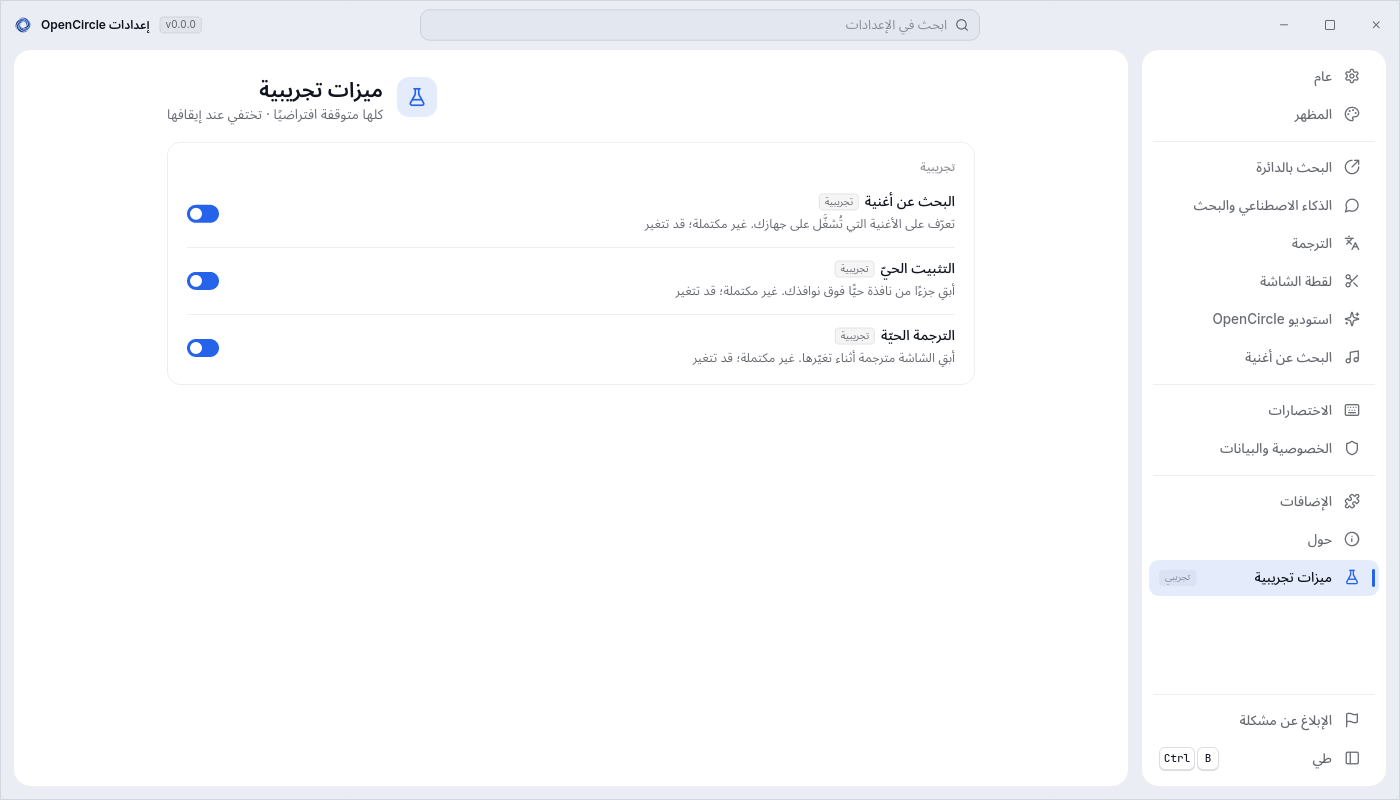 إعدادات OpenCircle
v0.0.0
ابحث في الإعدادات
عام
المظهر
البحث بالدائرة
الذكاء الاصطناعي والبحث
الترجمة
لقطة الشاشة
استوديو OpenCircle
البحث عن أغنية
الاختصارات
الخصوصية والبيانات
الإضافات
حول
ميزات تجريبية تجريبي
الإبلاغ عن مشكلة
طي Ctrl B
ميزات تجريبية
كلها متوقفة افتراضيًا · تختفي عند إيقافها
تجريبية
البحث عن أغنية تجريبية
تعرّف على الأغنية التي تُشغَّل على جهازك. غير مكتملة؛ قد تتغير
التثبيت الحيّ تجريبية
أبقِ جزءًا من نافذة حيًّا فوق نوافذك. غير مكتملة؛ قد تتغير
الترجمة الحيّة تجريبية
أبقِ الشاشة مترجمة أثناء تغيّرها. غير مكتملة؛ قد تتغير